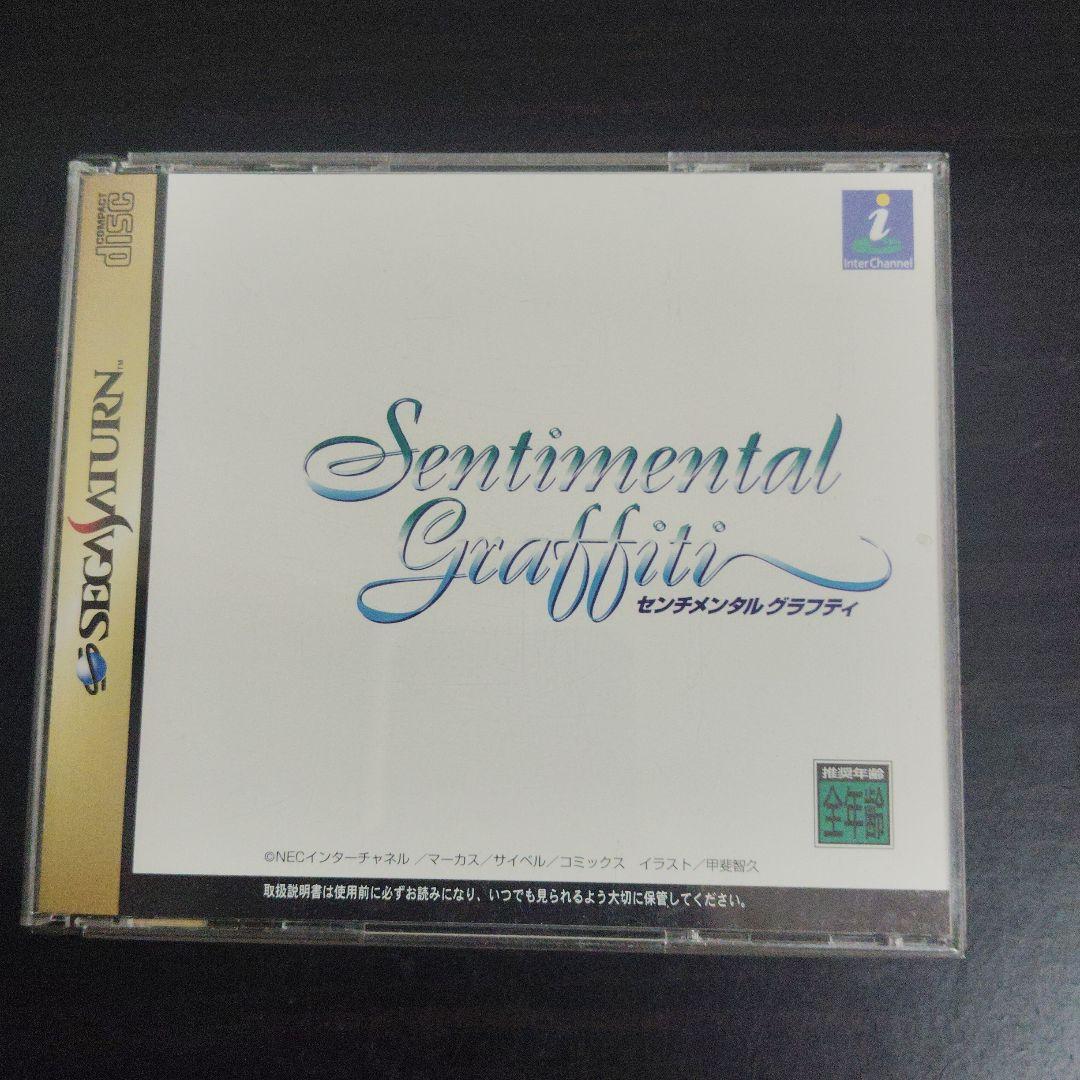 COMPACT
disc
SEGA SATURN™
i
Inter Channel
Sentimental
Graffiti
センチメンタル グラフティ
推奨年齢
全年齢
©NECインターチャネル ／マーカス／サイベル／コミックス イラスト／甲斐智久
取扱説明書は使用前に必ずお読みになり、いつでも見られるよう大切に保管してください。